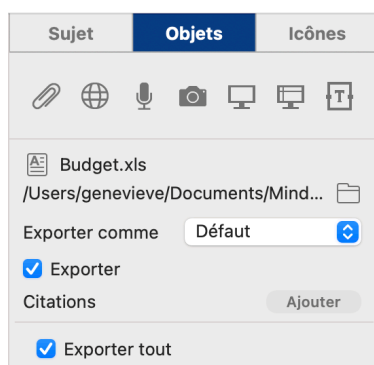 Sujet Objets Icônes
T
A
Budget.xls
/Users/genevieve/Documents/Mind...
Exporter comme Défaut
Exporter
Citations Ajouter
Exporter tout